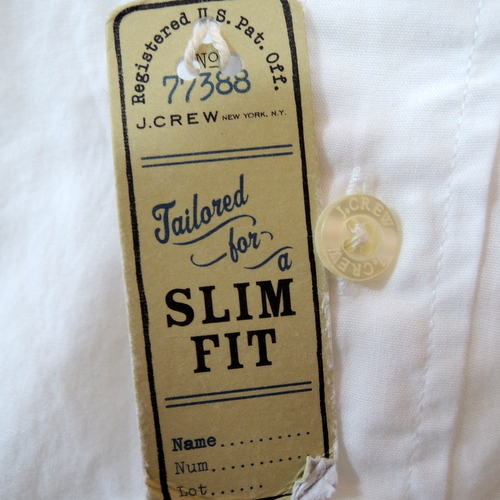 Registered U.S. Pat. Off.
No
77388
J.CREW NEW YORK, N.Y.
Tailored
for
a
SLIM
FIT
Name..........
Num..........
Lot......
J.CREW
J.CREW